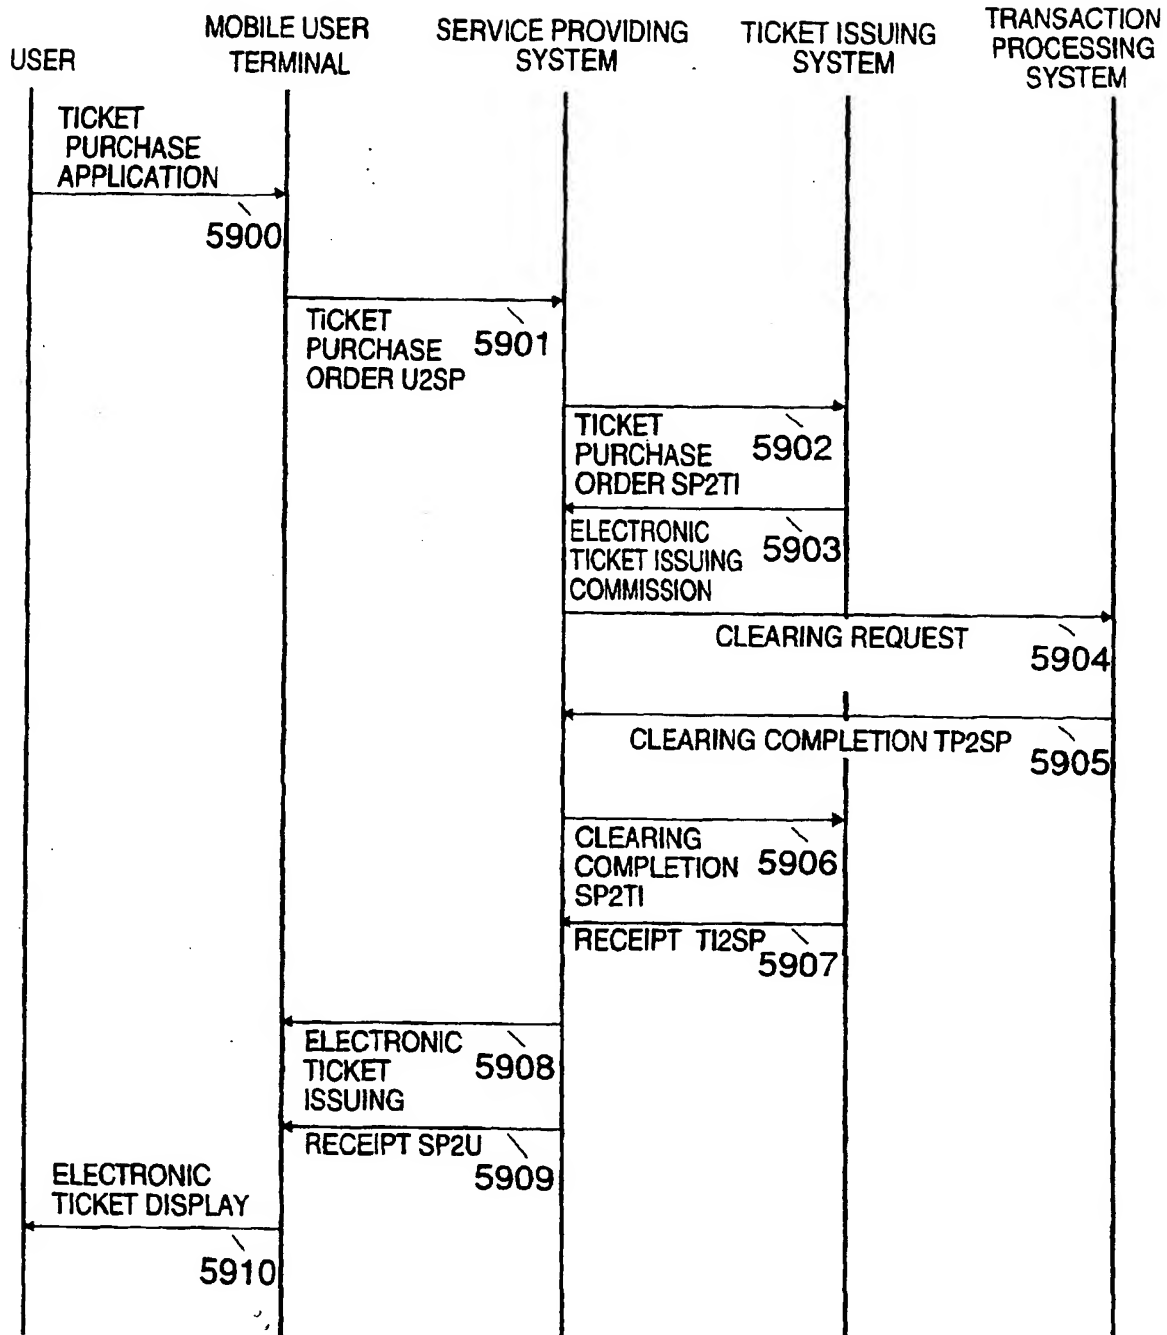 USER
MOBILE USER
TERMINAL
SERVICE PROVIDING
SYSTEM
TICKET ISSUING
SYSTEM
TRANSACTION
PROCESSING
SYSTEM
TICKET
PURCHASE
APPLICATION
5900
TICKET
PURCHASE
ORDER U2SP
5901
TICKET
PURCHASE
ORDER SP2TI
5902
ELECTRONIC
TICKET ISSUING
COMMISSION
5903
CLEARING REQUEST
5904
CLEARING COMPLETION TP2SP
5905
CLEARING
COMPLETION
SP2TI
5906
RECEIPT TI2SP
5907
ELECTRONIC
TICKET
ISSUING
5908
RECEIPT SP2U
5909
ELECTRONIC
TICKET DISPLAY
5910